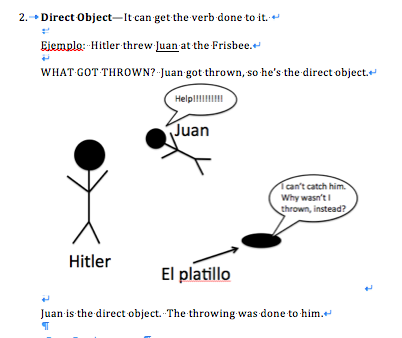 2. Direct Object—It can get the verb done to it.
Ejemplo: Hitler threw Juan at the Frisbee.
WHAT GOT THROWN? Juan got thrown, so he's the direct object.
Help!!!!!!!!!!
Juan
I can't catch him.
Why wasn't I
thrown, instead?
Hitler
El platillo
Juan is the direct object. The throwing was done to him.